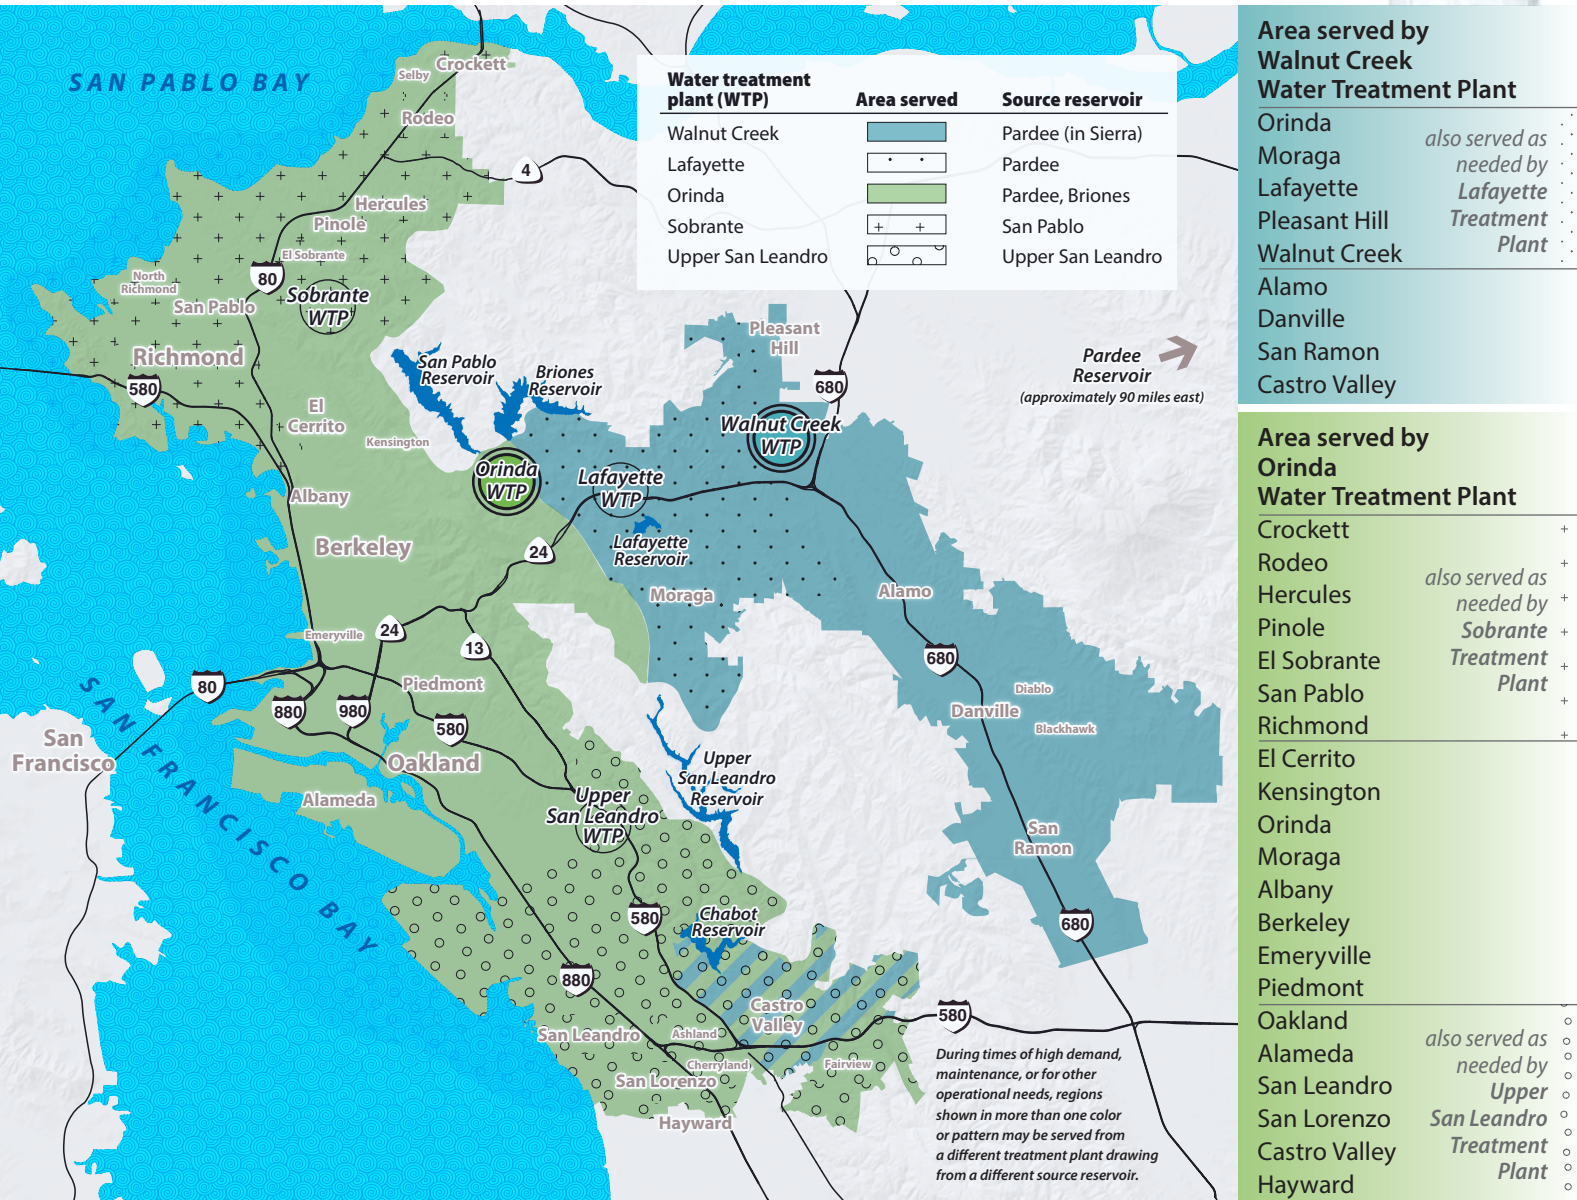 SAN PABLO BAY
Crockett
Selby
Rodeo
4
Hercules
Pinole
El Sobrante
80
North
Richmond
San Pablo
Sobrante
WTP
Richmond
580
El
Cerrito
Kensington
Albany
Berkeley
Water treatment
plant (WTP) Area served Source reservoir
Walnut Creek Pardee (in Sierra)
Lafayette Pardee
Orinda Pardee, Briones
Sobrante San Pablo
Upper San Leandro Upper San Leandro
Pleasant
Hill
680
Pardee
Reservoir
(approximately 90 miles east)
San Pablo
Reservoir
Briones
Reservoir
Walnut Creek
WTP
Orinda
WTP
Lafayette
WTP
Lafayette
Reservoir
24
Moraga
Alamo
Emeryville
24
13
680
80
880
980
Piedmont
580
Diablo
Danville
Blackhawk
San
Francisco
SAN FRANCISCO BAY
Oakland
Alameda
Upper
San Leandro
Reservoir
Upper
San Leandro
WTP
San
Ramon
580
Chabot
Reservoir
680
880
Castro
Valley
580
San Leandro
Ashland
Cherryland
Fairview
San Lorenzo
Hayward
During times of high demand,
maintenance, or for other
operational needs, regions
shown in more than one color
or pattern may be served from
a different treatment plant drawing
from a different source reservoir.
Area served by
Walnut Creek
Water Treatment Plant
Orinda
Moraga
Lafayette
Pleasant Hill
Walnut Creek
also served as
needed by
Lafayette
Treatment
Plant
Alamo
Danville
San Ramon
Castro Valley
Area served by
Orinda
Water Treatment Plant
Crockett
Rodeo
Hercules
Pinole
El Sobrante
San Pablo
Richmond
also served as
needed by
Sobrante
Treatment
Plant
El Cerrito
Kensington
Orinda
Moraga
Albany
Berkeley
Emeryville
Piedmont
Oakland
Alameda
San Leandro
San Lorenzo
Castro Valley
Hayward
also served as
needed by
Upper
San Leandro
Treatment
Plant